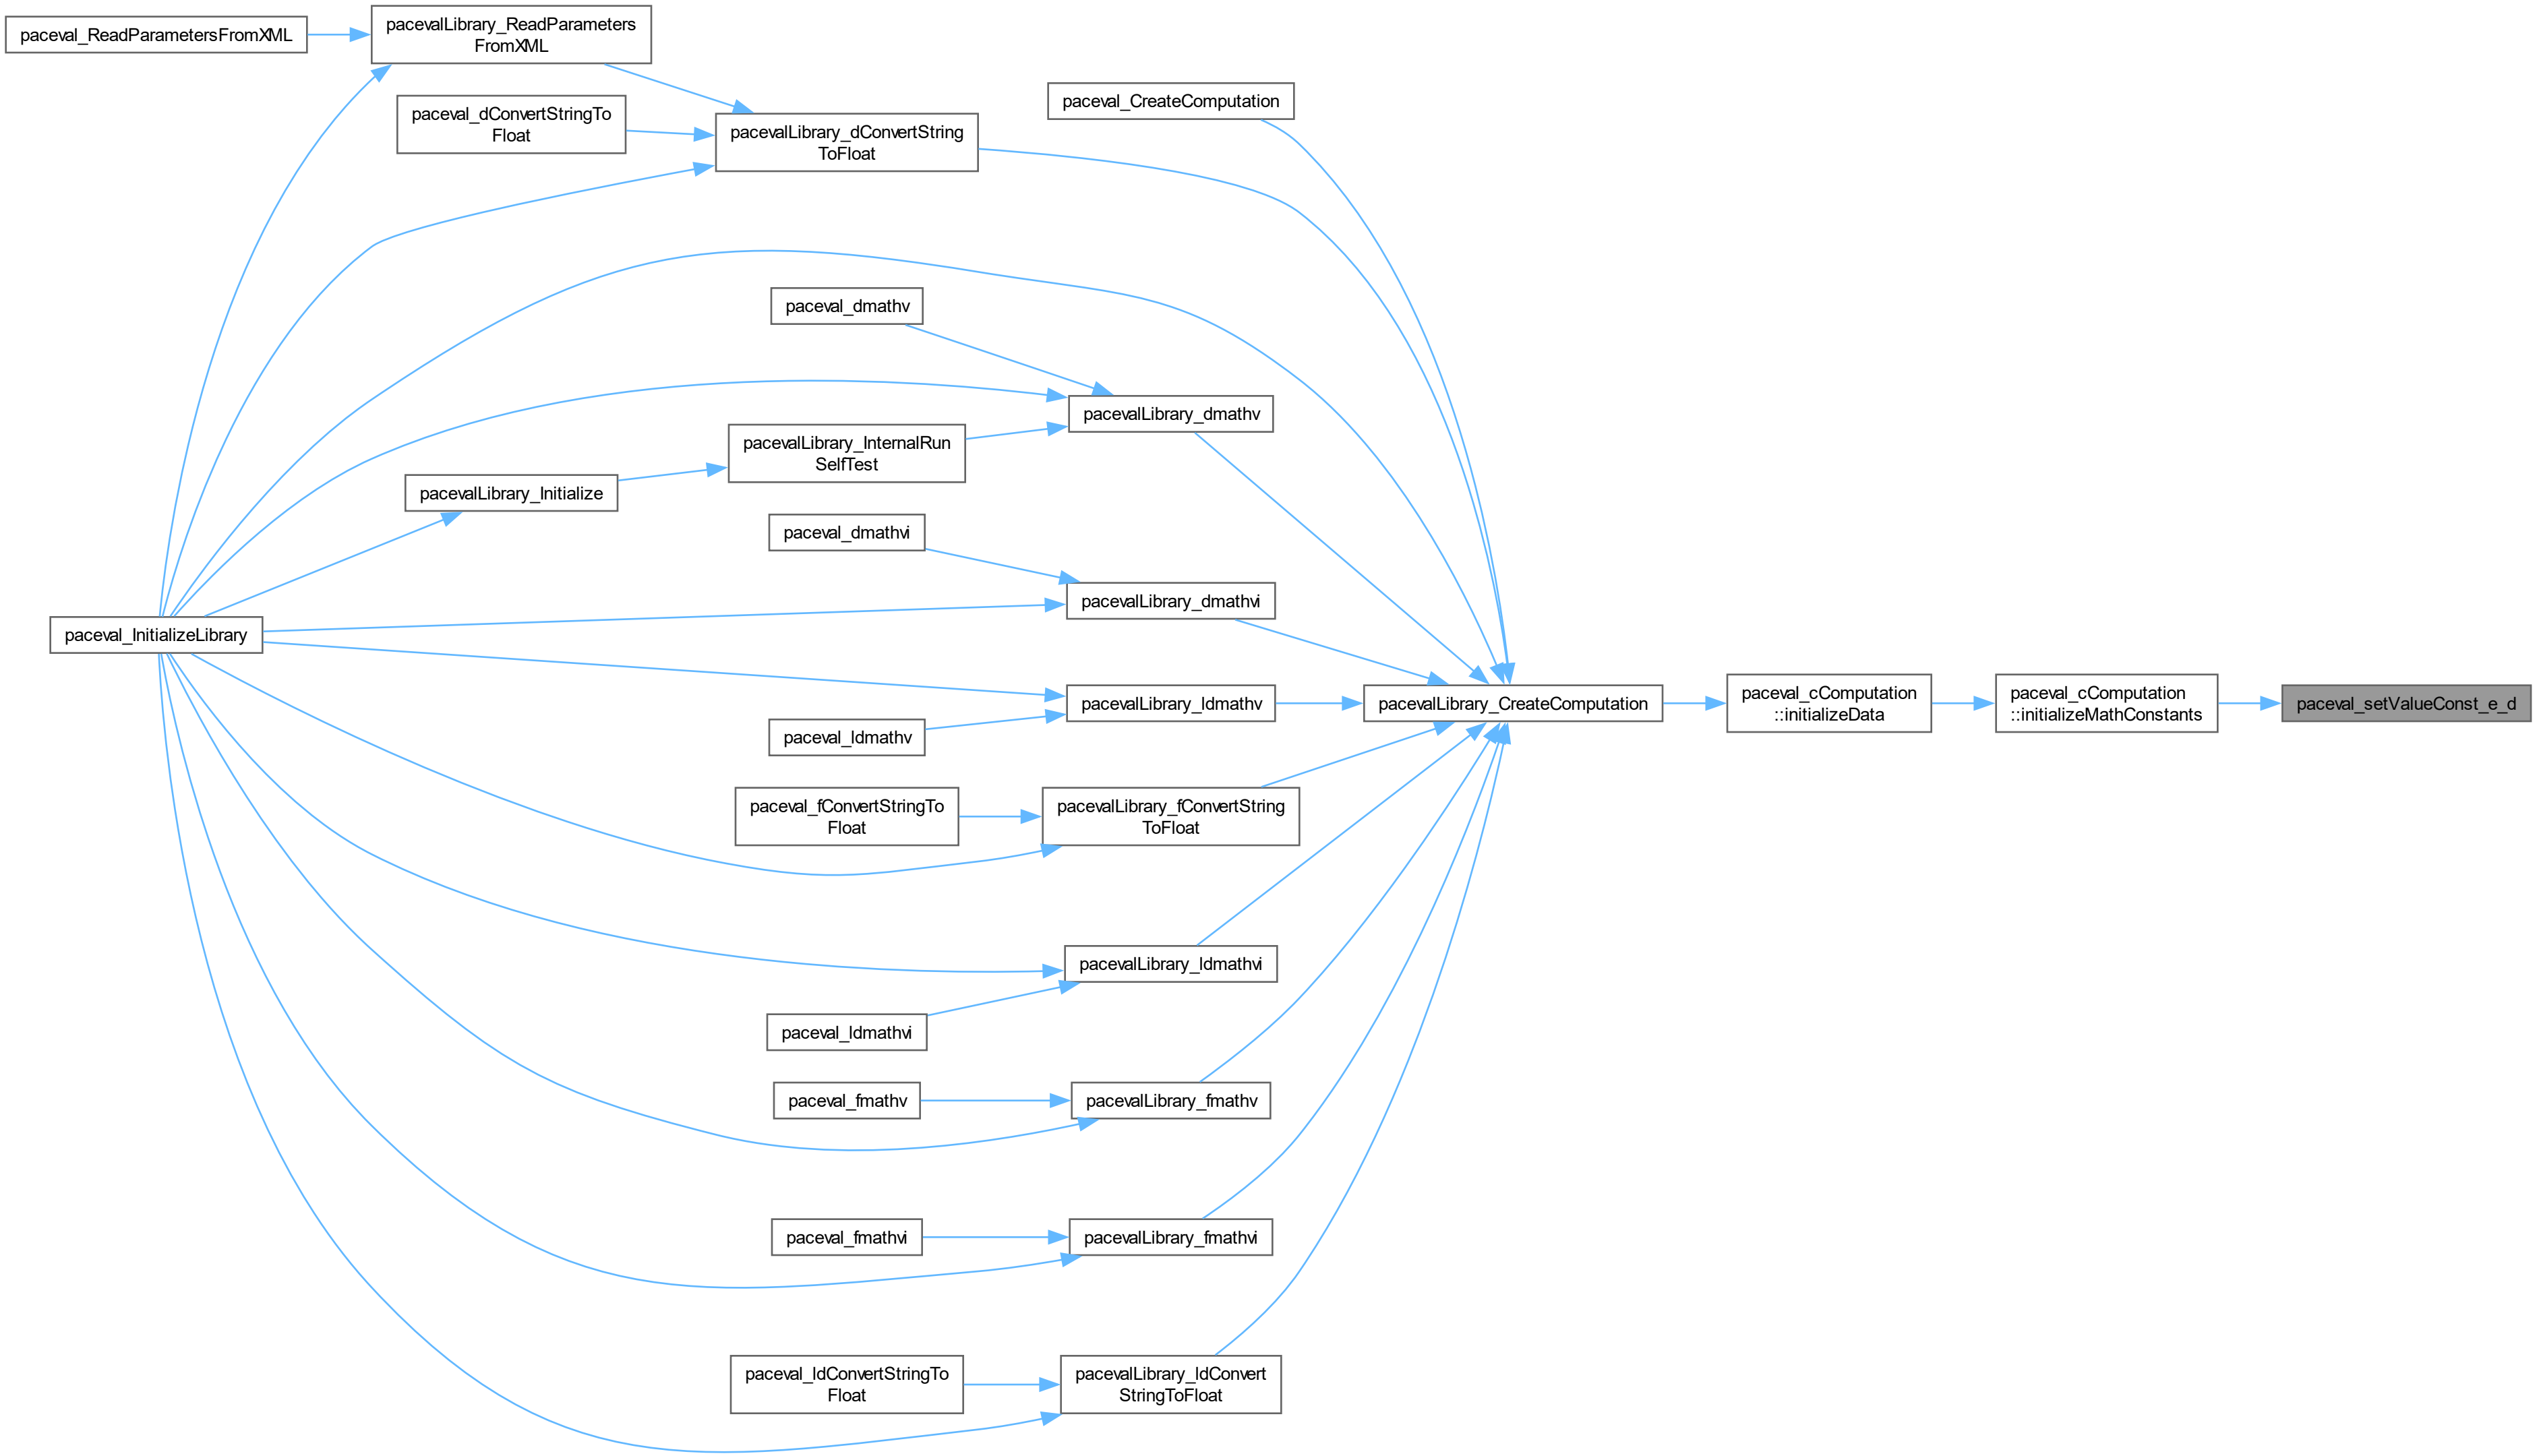 paceval_ReadParametersFromXML
pacevalLibrary_ReadParameters
FromXML
paceval_CreateComputation
paceval_dConvertStringTo
Float
pacevalLibrary_dConvertString
ToFloat
paceval_dmathv
pacevalLibrary_dmathv
pacevalLibrary_InternalRun
SelfTest
pacevalLibrary_Initialize
paceval_dmathvi
pacevalLibrary_dmathvi
paceval_InitializeLibrary
pacevalLibrary_ldmathv
pacevalLibrary_CreateComputation
paceval_cComputation
::initializeData
paceval_cComputation
::initializeMathConstants
paceval_setValueConst_e_d
paceval_ldmathv
paceval_fConvertStringTo
Float
pacevalLibrary_fConvertString
ToFloat
pacevalLibrary_ldmathvi
paceval_ldmathvi
paceval_fmathv
pacevalLibrary_fmathv
paceval_fmathvi
pacevalLibrary_fmathvi
paceval_ldConvertStringTo
Float
pacevalLibrary_ldConvert
StringToFloat